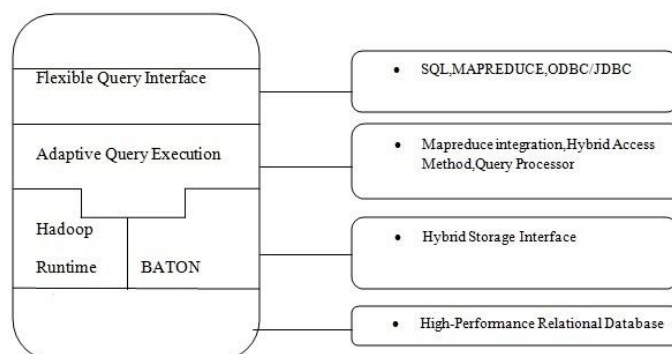 Flexible Query Interface
Adaptive Query Execution
Hadoop
Runtime
BATON
• SQL,MAPREDUCE,ODBC/JDBC
• Mapreduce integration,Hybrid Access
Method,Query Processor
• Hybrid Storage Interface
• High-Performance Relational Database